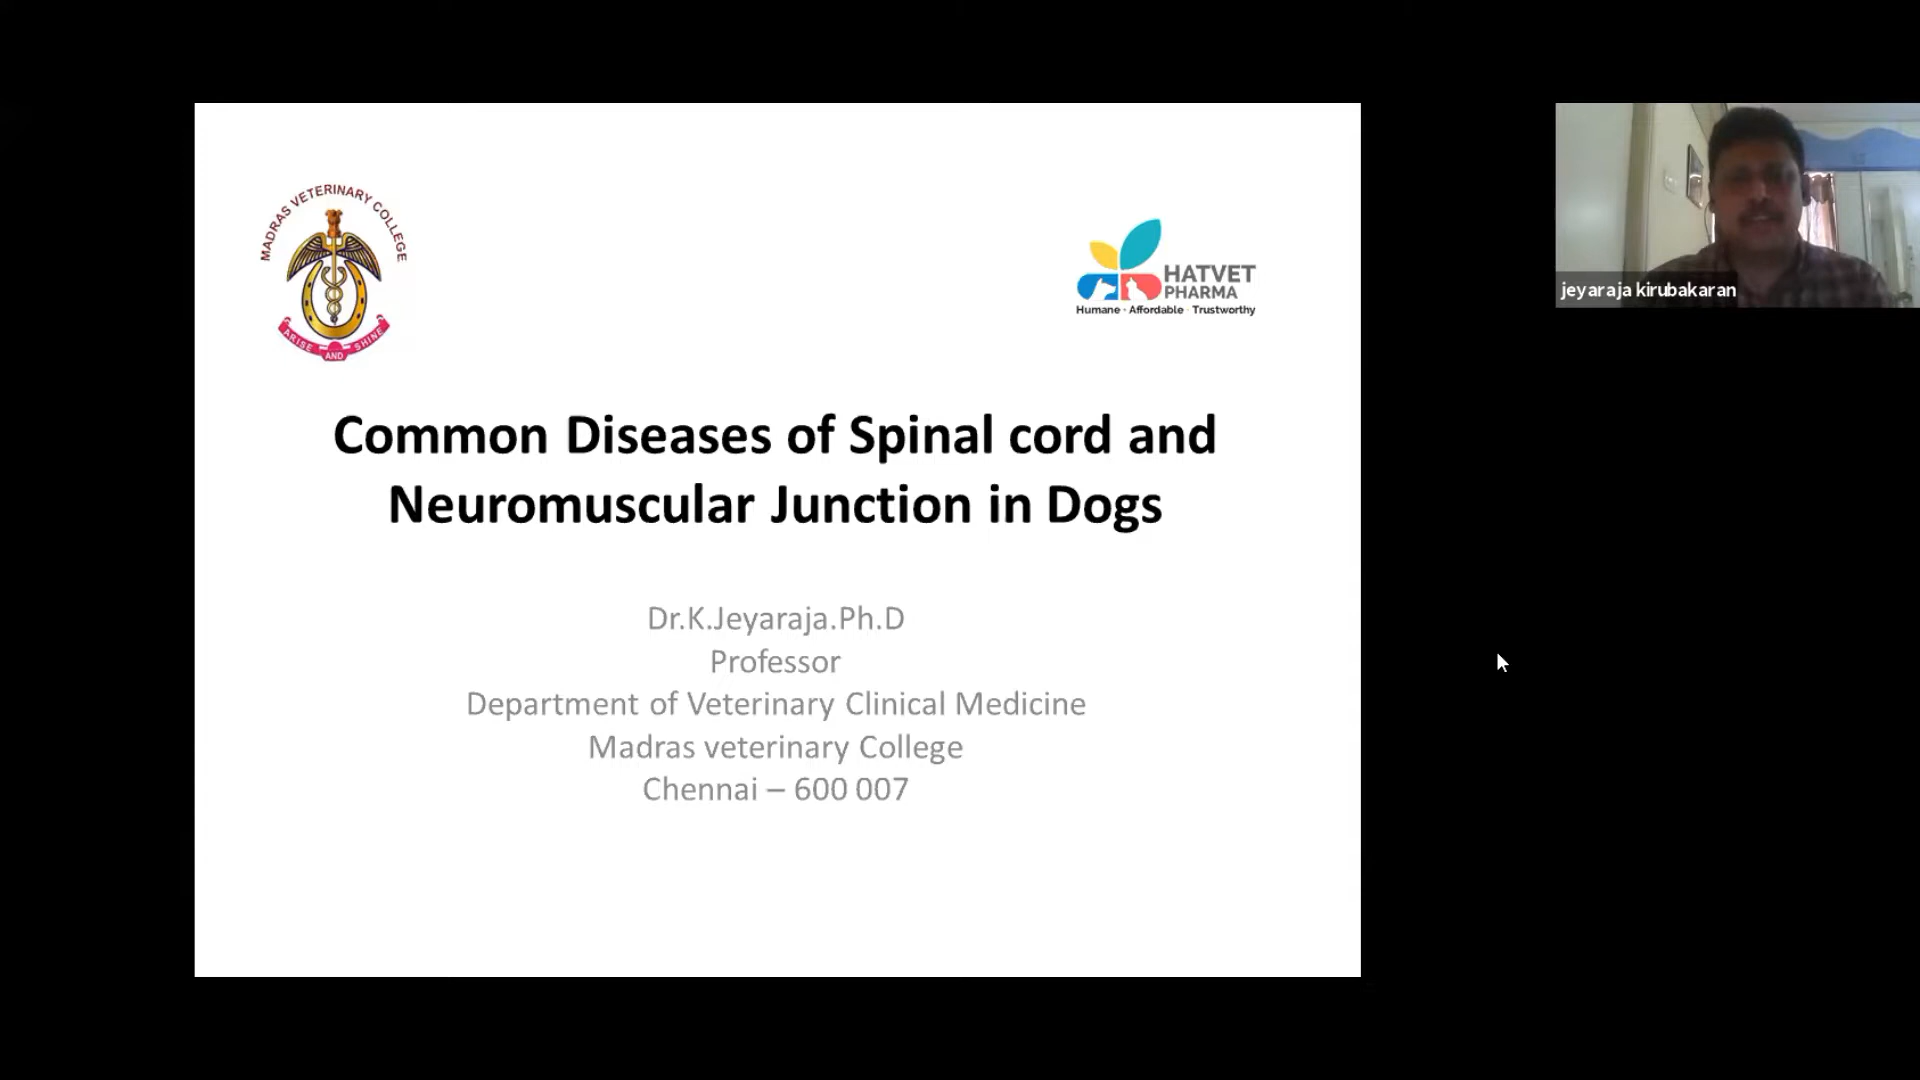 MADRAS VETERINARY COLLEGE
ARISE AND SHINE
HATVET
PHARMA
Humane · Affordable · Trustworthy
Common Diseases of Spinal cord and
Neuromuscular Junction in Dogs
Dr.K.Jeyaraja.Ph.D
Professor
Department of Veterinary Clinical Medicine
Madras veterinary College
Chennai – 600 007
jeyaraja kirubakaran